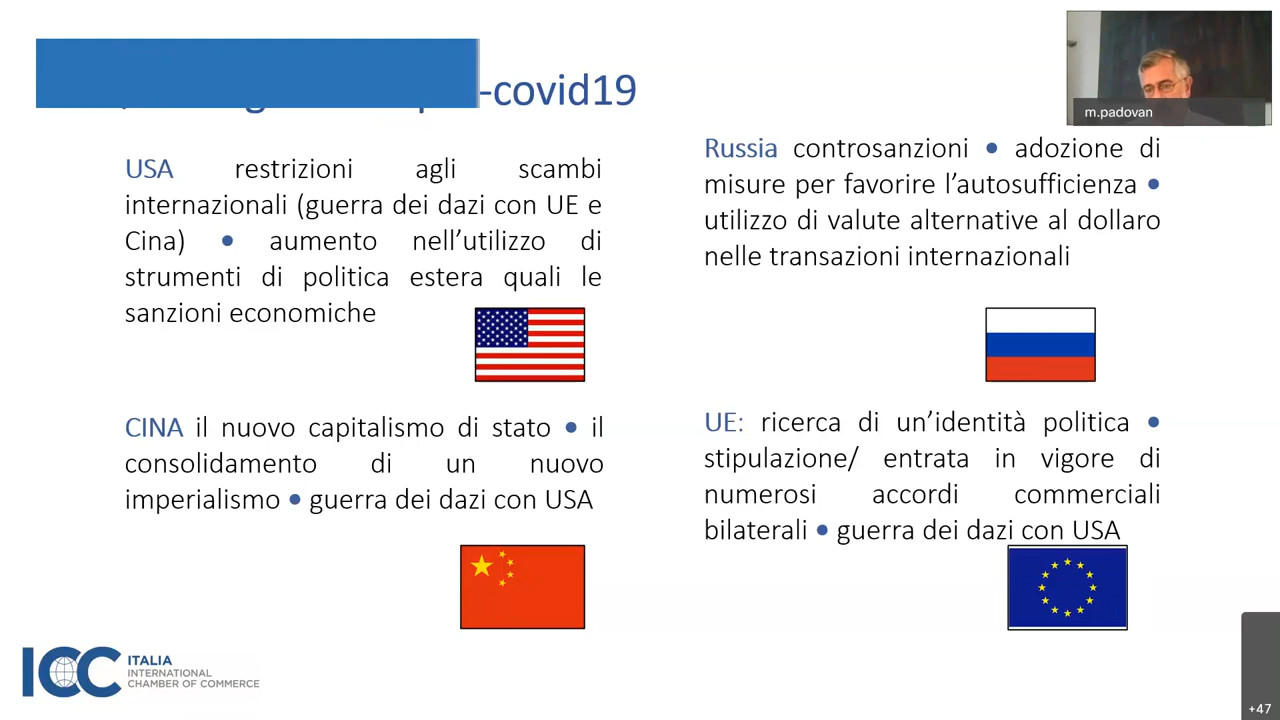 -covid19
m.padovan
USA restrizioni agli scambi
internazionali (guerra dei dazi con UE e
Cina) • aumento nell’utilizzo di
strumenti di politica estera quali le
sanzioni economiche
Russia controsanzioni • adozione di
misure per favorire l’autosufficienza •
utilizzo di valute alternative al dollaro
nelle transazioni internazionali
CINA il nuovo capitalismo di stato • il
consolidamento di un nuovo
imperialismo • guerra dei dazi con USA
UE: ricerca di un’identità politica •
stipulazione/ entrata in vigore di
numerosi accordi commerciali
bilaterali • guerra dei dazi con USA
ICC ITALIA
INTERNATIONAL
CHAMBER OF COMMERCE
+47